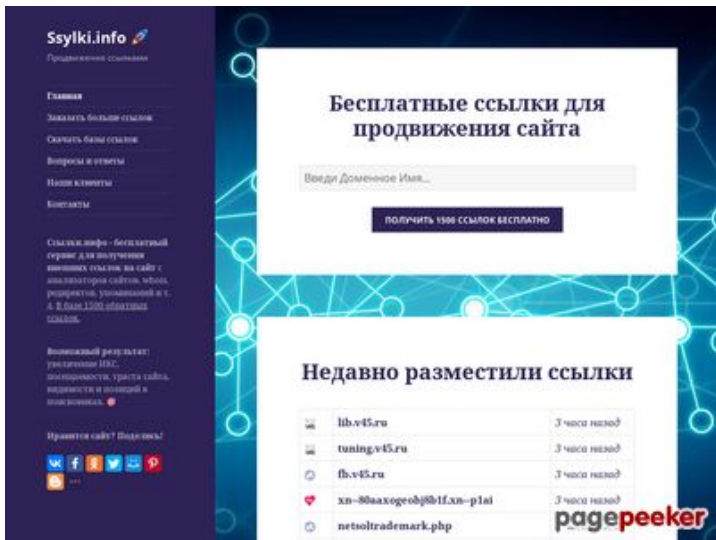 Ssylki.info 🚀
Продвижение ссылками
Главная
Заказать больше ссылок
Скачать базы ссылок
Вопросы и ответы
Наши клиенты
Контакты
Ссылки.инфо - бесплатный
сервис для получения
внешних ссылок на сайт с
анализаторов сайтов, whois,
редиректов, упоминаний и т.
д. В базе 1500 обратных
ссылок.
Возможный результат:
увеличение ИКС,
посещаемости, траста сайта,
видимости и позиций в
поисковиках. 🎯
Нравится сайт? Поделись!
Бесплатные ссылки для
продвижения сайта
Введи Доменное Имя...
ПОЛУЧИТЬ 1500 ССЫЛОК БЕСПЛАТНО
Недавно разместили ссылки
lib.v45.ru 3 часа назад
tuning.v45.ru 3 часа назад
fb.v45.ru 3 часа назад
xn--80aaxogeobj8b1f.xn--p1ai 3 часа назад
netsoltrademark.php
pagepeeker